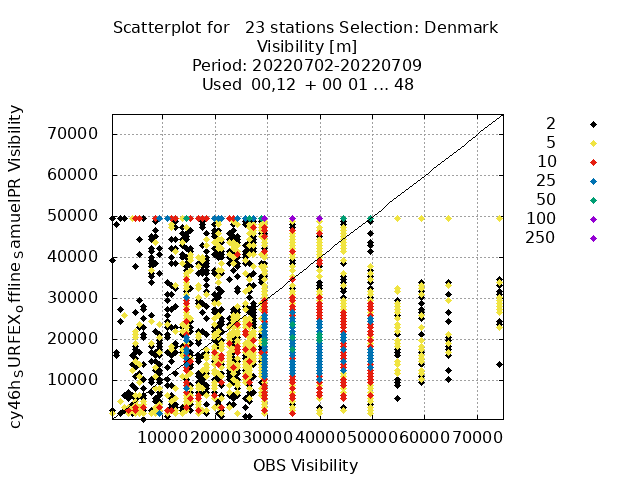 Scatterplot for 23 stations Selection: Denmark
Visibility [m]
Period: 20220702-20220709
Used 00,12 + 00 01 ... 48
cy46h_SURFEX_offline_samuelPR Visibility
70000
60000
50000
40000
30000
20000
10000
10000 20000 30000 40000 50000 60000 70000
OBS Visibility
2
5
10
25
50
100
250